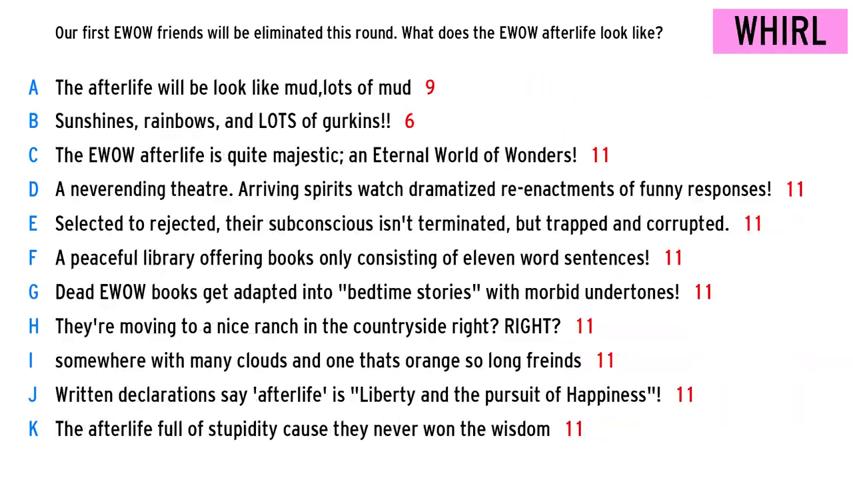 Our first EWOW friends will be eliminated this round. What does the EWOW afterlife look like?
WHIRL
A The afterlife will be look like mud,lots of mud 9
B Sunshines, rainbows, and LOTS of gurkins!! 6
C The EWOW afterlife is quite majestic; an Eternal World of Wonders! 11
D A neverending theatre. Arriving spirits watch dramatized re-enactments of funny responses! 11
E Selected to rejected, their subconscious isn't terminated, but trapped and corrupted. 11
F A peaceful library offering books only consisting of eleven word sentences! 11
G Dead EWOW books get adapted into "bedtime stories" with morbid undertones! 11
H They're moving to a nice ranch in the countryside right? RIGHT? 11
I somewhere with many clouds and one thats orange so long freinds 11
J Written declarations say 'afterlife' is "Liberty and the pursuit of Happiness"! 11
K The afterlife full of stupidity cause they never won the wisdom 11